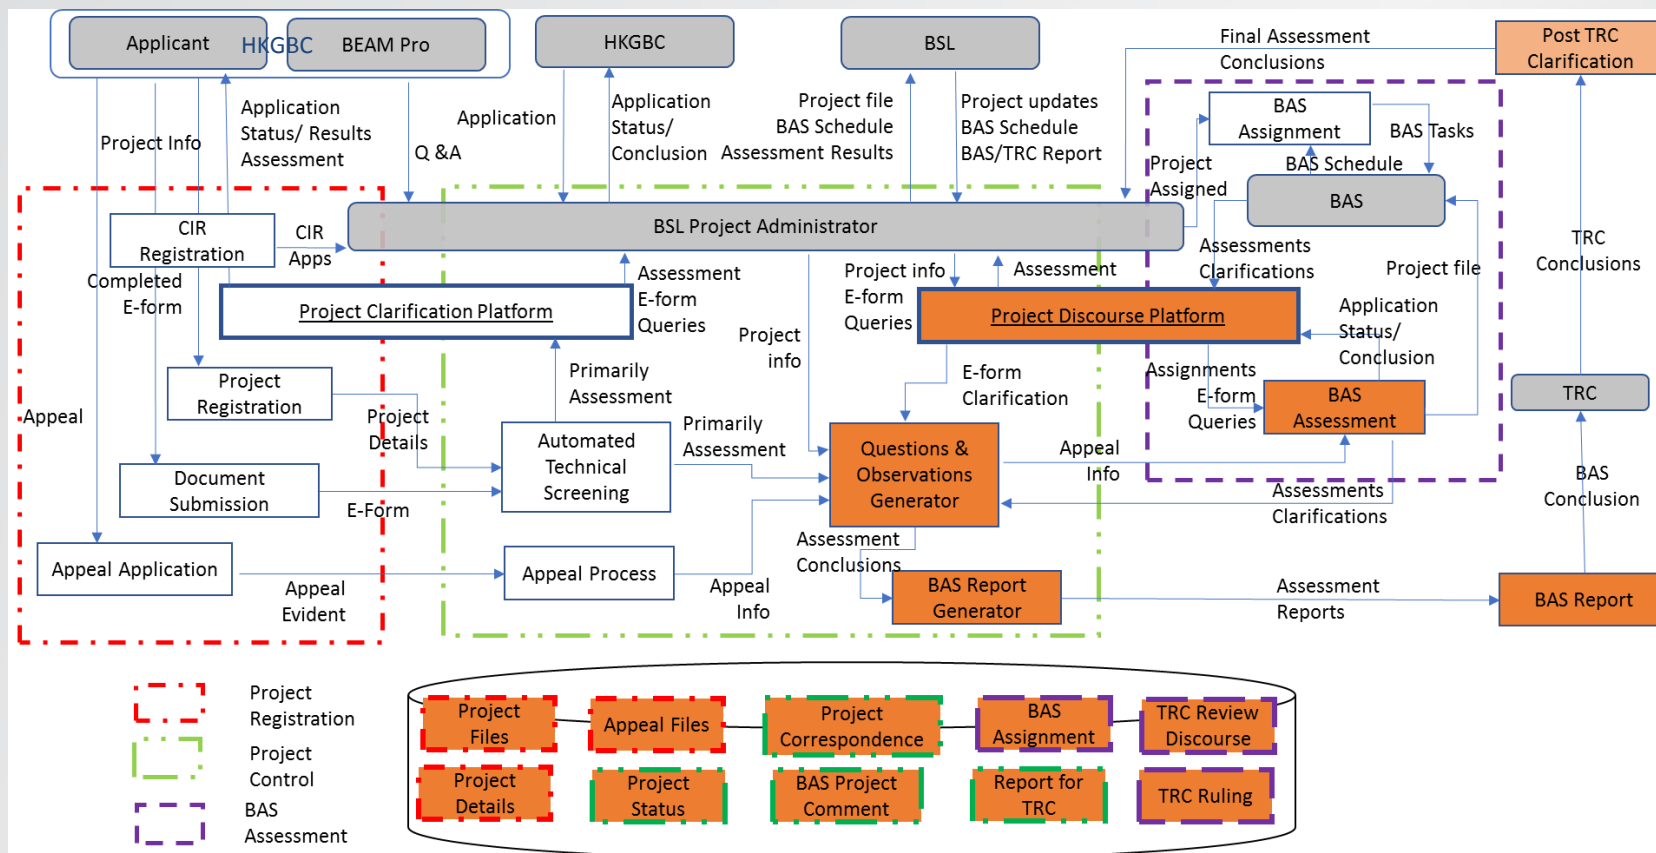 Applicant
HKGBC
BEAM Pro
HKGBC
BSL
Final Assessment
Conclusions
Post TRC
Clarification
Project Info
Application
Status/ Results
Assessment
Q &A
Application
Application
Status/
Conclusion
Project file
BAS Schedule
Assessment Results
Project updates
BAS Schedule
BAS/TRC Report
Project
Assigned
BAS
Assignment
BAS Tasks
BAS Schedule
BAS
CIR
Registration
CIR
Apps
BSL Project Administrator
Completed
E-form
Project Clarification Platform
Assessment
E-form
Queries
Project info
E-form
Queries
Assessment
Project Discourse Platform
Assessments
Clarifications
Project file
Application
Status/
Conclusion
TRC
Conclusions
Project
info
Project
Registration
Primarily
Assessment
E-form
Clarification
Assignments
E-form
Queries
BAS
Assessment
TRC
Appeal
Project
Details
Automated
Technical
Screening
Primarily
Assessment
Questions &
Observations
Generator
Appeal
Info
Document
Submission
E-Form
Assessments
Clarifications
BAS
Conclusion
Appeal Application
Appeal
Evident
Appeal Process
Appeal
Info
Assessment
Conclusions
BAS Report
Generator
Assessment
Reports
BAS Report
Project
Registration
Project
Control
BAS
Assessment
Project
Files
Appeal Files
Project
Correspondence
BAS
Assignment
TRC Review
Discourse
Project
Details
Project
Status
BAS Project
Comment
Report for
TRC
TRC Ruling